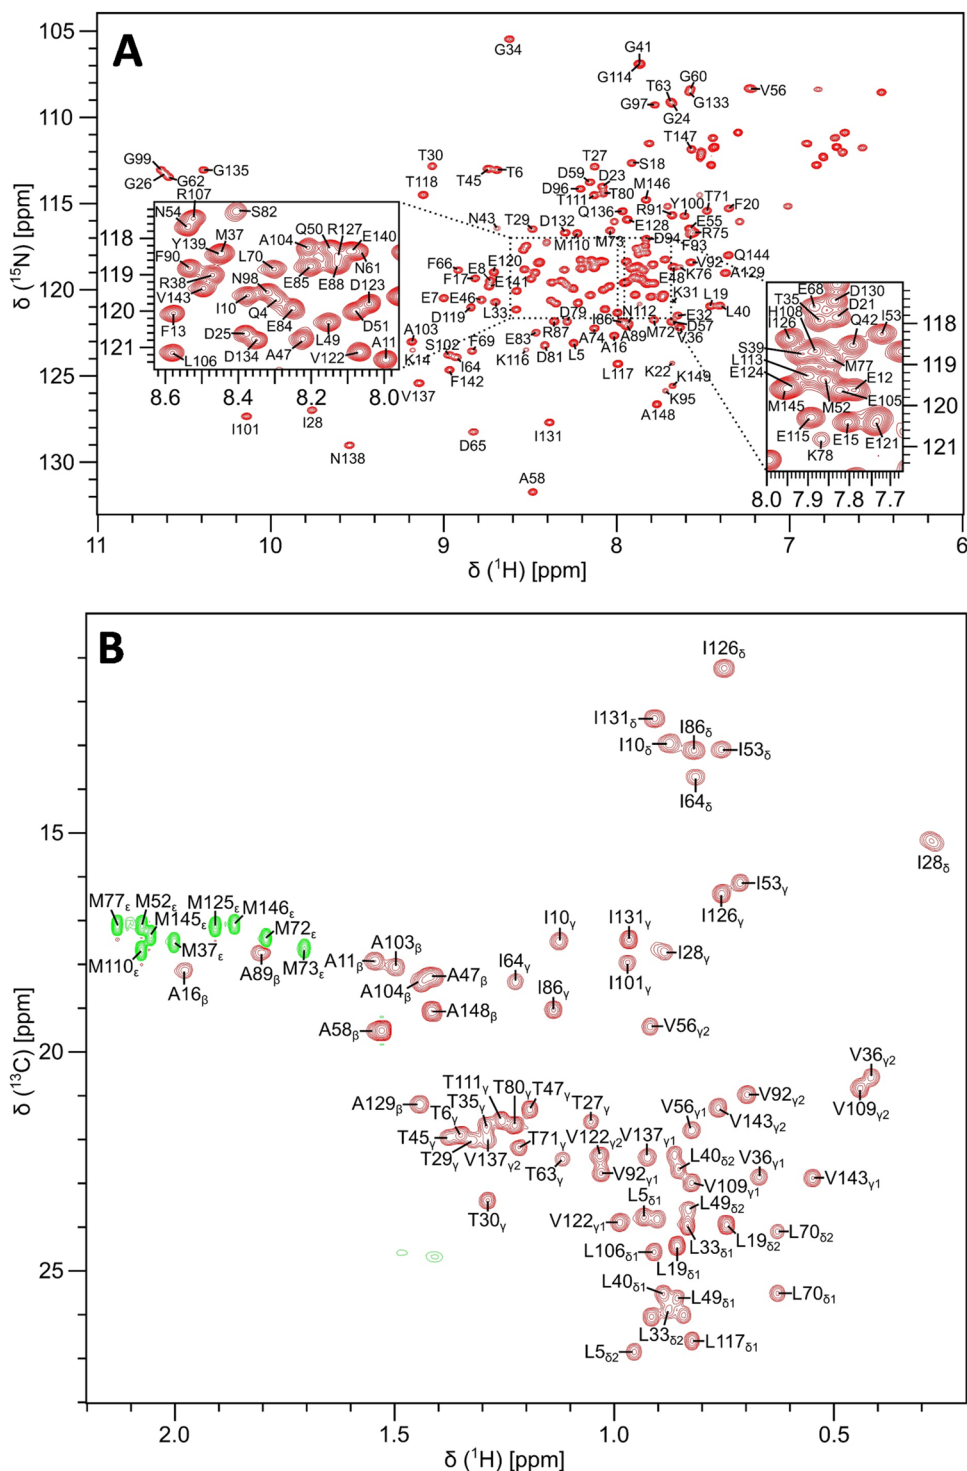 A
105
110
115
120
125
130
δ (¹⁵N) [ppm]
G34
G41
G114
G60
T63
G133
G97
G24
V56
T147
G99
G26
G62
G135
R107
T30
T118
T45
T6
T27
D59
D23
D96
T111
T80
S18
M146
T71
F20
Y100
R91
Q136
E128
E55
R75
N43
T29
D132
M110
M73
D94
F93
V92
Q144
F66
E8
E120
F17
E141
E48
K76
A129
E7
E46
L33
K31
L19
L40
D119
D79
I86
N112
E32
D57
A103
S102
F69
E83
R87
A74
A89
M72
V36
K14
I64
K116
D81
L5
A16
F142
L117
K22
K149
V137
K95
A148
I101
I28
D65
I131
N138
A58
N54
S82
Y139
M37
A104
Q50
R127
E140
F90
L70
R38
N98
E85
E88
N61
D123
V143
I10
Q4
F13
E84
D25
L49
D51
D134
A47
L106
V122
A11
118
119
120
121
8.6
8.4
8.2
8.0
E68
D130
T35
D21
H108
I126
Q42
I53
S39
L113
M77
E124
E12
M145
M52
E105
E115
E15
E121
K78
118
119
120
121
8.0
7.9
7.8
7.7
11
10
9
8
7
6
δ (¹H) [ppm]
B
15
20
25
δ (¹³C) [ppm]
I126δ
I131δ
I86δ
I10δ
I53δ
I64δ
I28δ
I53γ
I126γ
M77ε
M52ε
M125ε
M146ε
M145ε
M72ε
M37ε
M110ε
M73ε
A89β
A16β
A103β
A11β
A47β
A104β
A148β
A58β
I10γ
I131γ
I64γ
I28γ
I101γ
I86γ
V56γ2
V36γ2
V109γ2
V92γ2
V143γ2
A129β
T111γ
T80γ
T47γ
T35γ
T6γ
T27γ
V56γ1
T45γ
T71γ
V122γ2
V137γ1
T29γ
V137γ2
T63γ
V92γ1
L40δ2
V36γ1
V143γ1
V109γ1
T30γ
L5δ1
L49δ2
V122γ1
L33δ1
L19δ2
L70δ2
L106δ1
L19δ1
L40δ1
L49δ1
L70δ1
L33δ2
L117δ1
L5δ2
2.0
1.5
1.0
0.5
δ (¹H) [ppm]